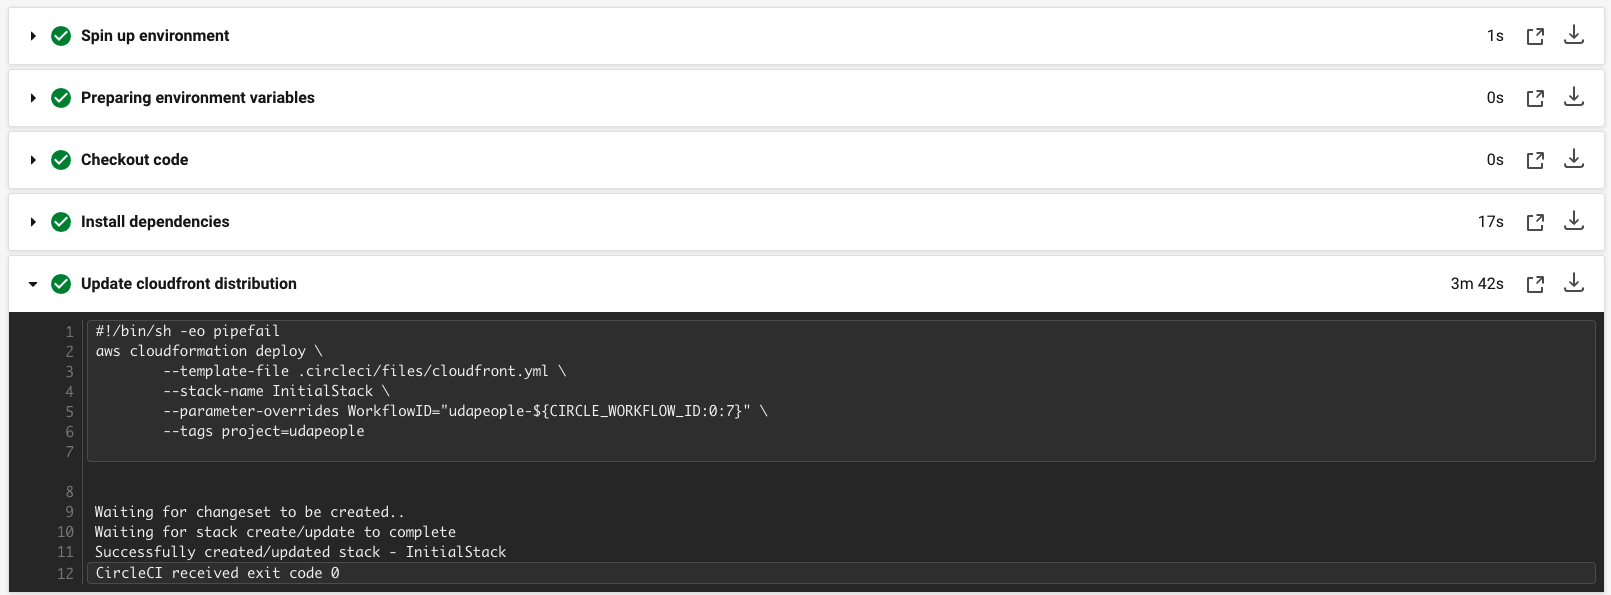 Spin up environment 1s
Preparing environment variables 0s
Checkout code 0s
Install dependencies 17s
Update cloudfront distribution 3m 42s
1 #!/bin/sh -eo pipefail
2 aws cloudformation deploy \
3 --template-file .circleci/files/cloudfront.yml \
4 --stack-name InitialStack \
5 --parameter-overrides WorkflowID="udapeople-${CIRCLE_WORKFLOW_ID:0:7}" \
6 --tags project=udapeople
7
8
9 Waiting for changeset to be created..
10 Waiting for stack create/update to complete
11 Successfully created/updated stack - InitialStack
12 CircleCI received exit code 0